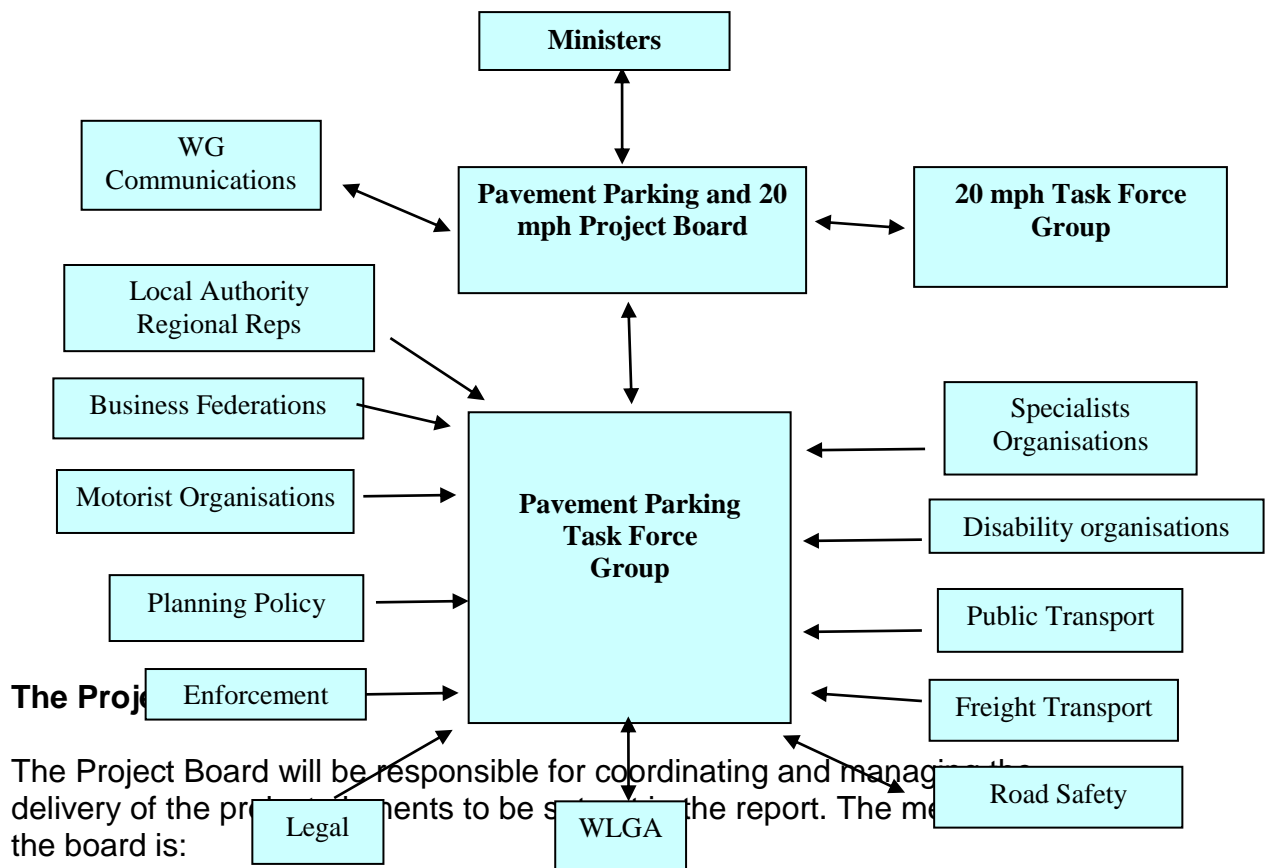 Ministers
WG
Communications
Pavement Parking and 20
mph Project Board
20 mph Task Force
Group
Local Authority
Regional Reps
Business Federations
Motorist Organisations
Planning Policy
Enforcement
Legal
Pavement Parking
Task Force
Group
WLGA
Specialists
Organisations
Disability organisations
Public Transport
Freight Transport
Road Safety
The
The Project Board will be responsible for coordinating and managing the
delivery of the to be the report. The
the board is: